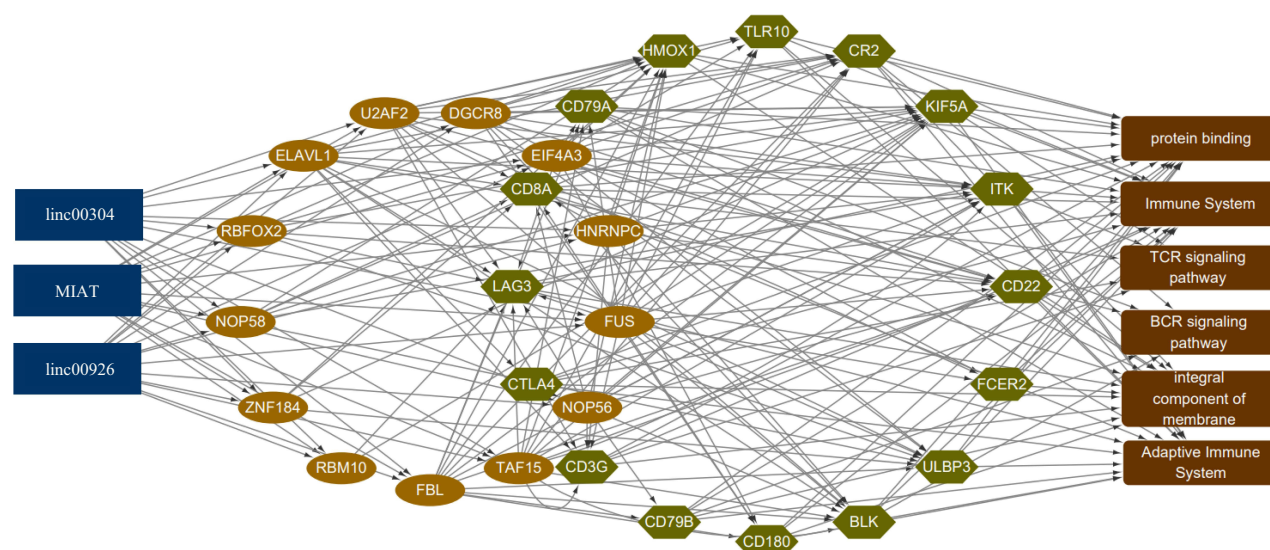 TLR10
HMOX1
CR2
CD79A
KIF5A
U2AF2
DGCR8
protein binding
ELAVL1
EIF4A3
CD8A
ITK
linc00304
Immune System
RBFOX2
HNRNPC
TCR signaling
pathway
MIAT
LAG3
CD22
NOP58
FUS
BCR signaling
pathway
linc00926
CTLA4
FCER2
integral
component of
membrane
ZNF184
NOP56
RBM10
TAF15
CD3G
ULBP3
Adaptive Immune
System
FBL
CD79B
CD180
BLK